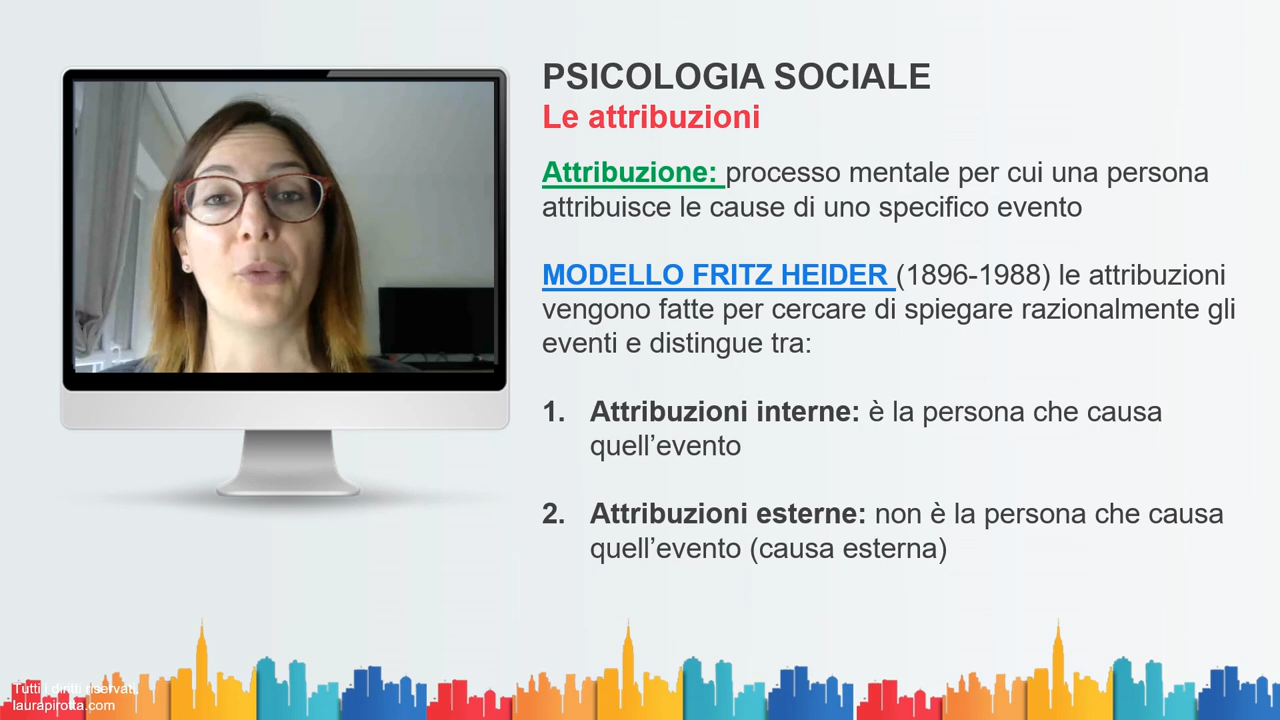 PSICOLOGIA SOCIALE
Le attribuzioni
Attribuzione: processo mentale per cui una persona
attribuisce le cause di uno specifico evento
MODELLO FRITZ HEIDER (1896-1988) le attribuzioni
vengono fatte per cercare di spiegare razionalmente gli
eventi e distingue tra:
1. Attribuzioni interne: è la persona che causa
quell’evento
2. Attribuzioni esterne: non è la persona che causa
quell’evento (causa esterna)
Tutti i diritti riservati
laurapirotta.com